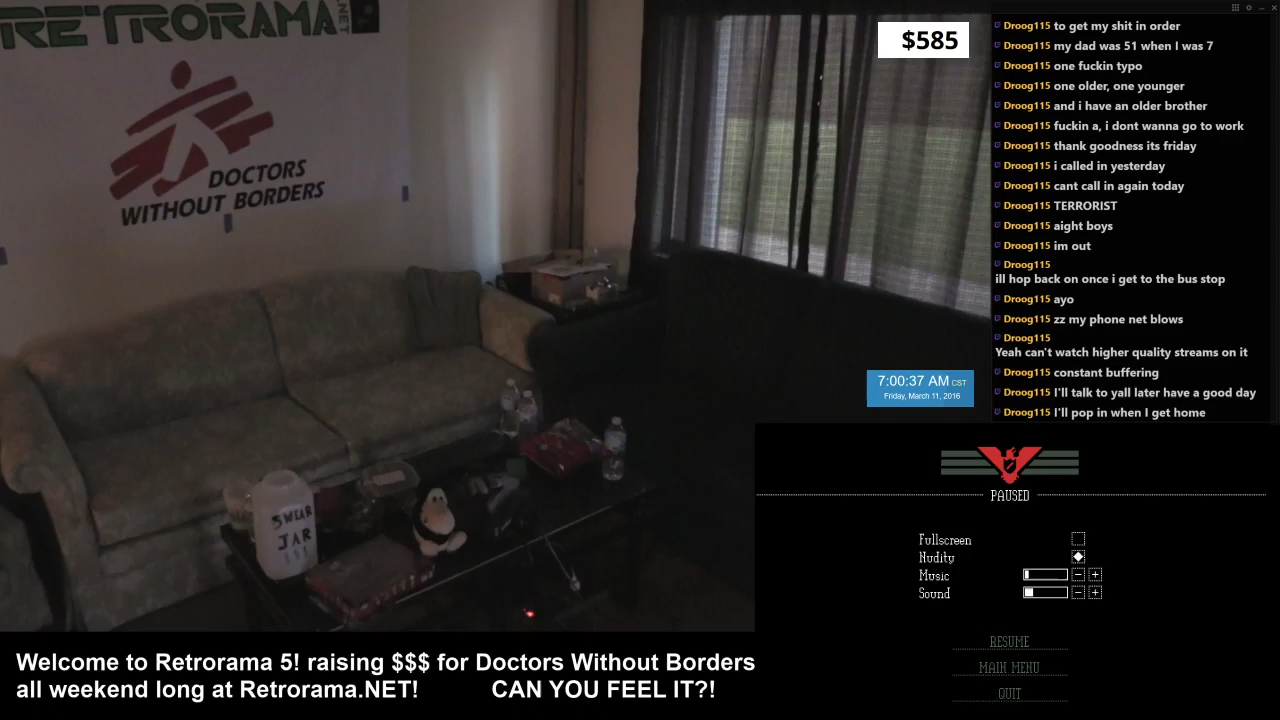 RETRORAMA
.NET
DOCTORS
WITHOUT BORDERS
SWEAR
JAR
$585
7:00:37 AM CST
Friday, March 11, 2016
Droog115 to get my shit in order
Droog115 my dad was 51 when I was 7
Droog115 one fuckin typo
Droog115 one older, one younger
Droog115 and i have an older brother
Droog115 fuckin a, i dont wanna go to work
Droog115 thank goodness its friday
Droog115 i called in yesterday
Droog115 cant call in again today
Droog115 TERRORIST
Droog115 aight boys
Droog115 im out
Droog115
ill hop back on once i get to the bus stop
Droog115 ayo
Droog115 zz my phone net blows
Droog115
Yeah can't watch higher quality streams on it
Droog115 constant buffering
Droog115 I'll talk to yall later have a good day
Droog115 I'll pop in when I get home
PAUSED
Fullscreen
Nudity
Music
Sound
RESUME
MAIN MENU
QUIT
Welcome to Retrorama 5! raising $$$ for Doctors Without Borders
all weekend long at Retrorama.NET! CAN YOU FEEL IT?!